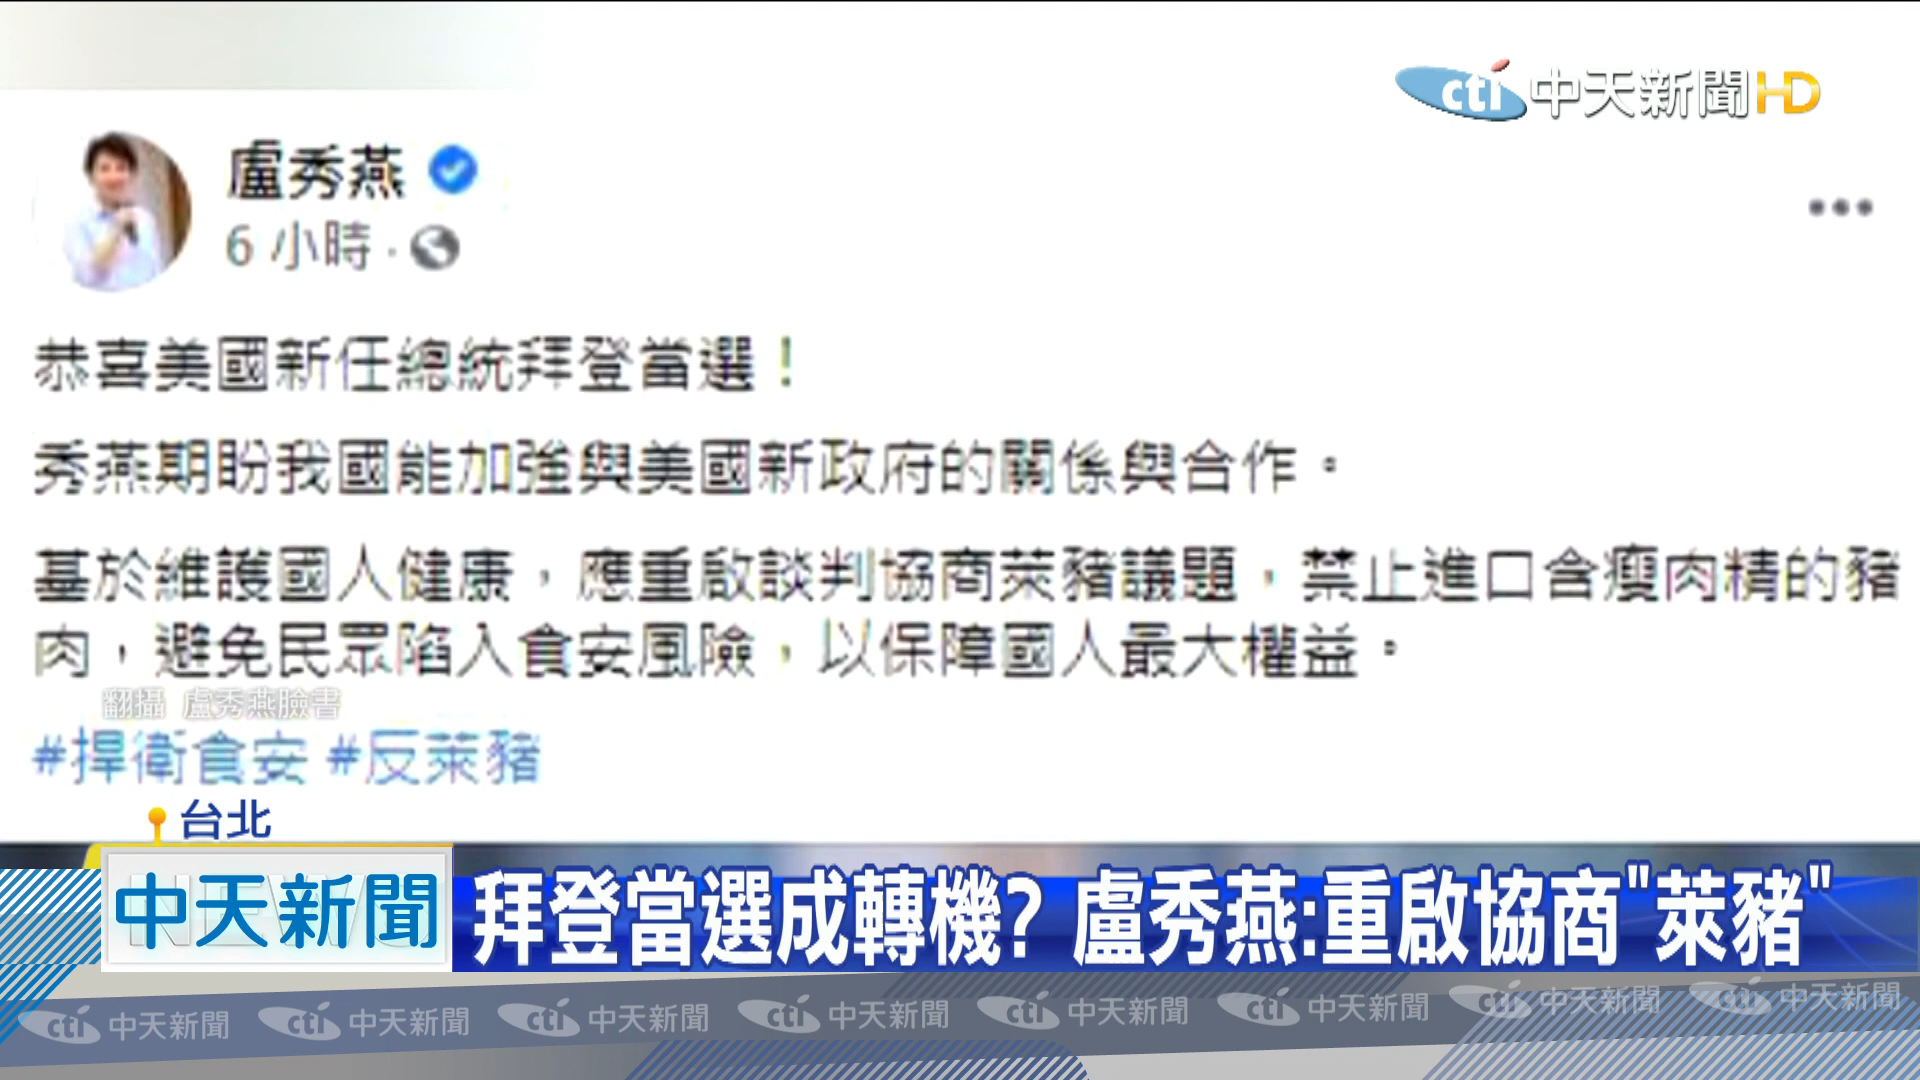 cti 中天新聞HD
盧秀燕
6 小時 ·
恭喜美國新任總統拜登當選！
秀燕期盼我國能加強與美國新政府的關係與合作。
基於維護國人健康，應重啟談判協商萊豬議題，禁止進口含瘦肉精的豬
肉，避免民眾陷入食安風險，以保障國人最大權益。
翻攝 盧秀燕臉書
#捍衛食安 #反萊豬
台北
中天新聞
拜登當選成轉機? 盧秀燕:重啟協商"萊豬"
cti 中天新聞 cti 中天新聞 cti 中天新聞 cti 中天新聞 cti 中天新聞 cti 中天新聞 cti 中天新聞 cti 中天新聞